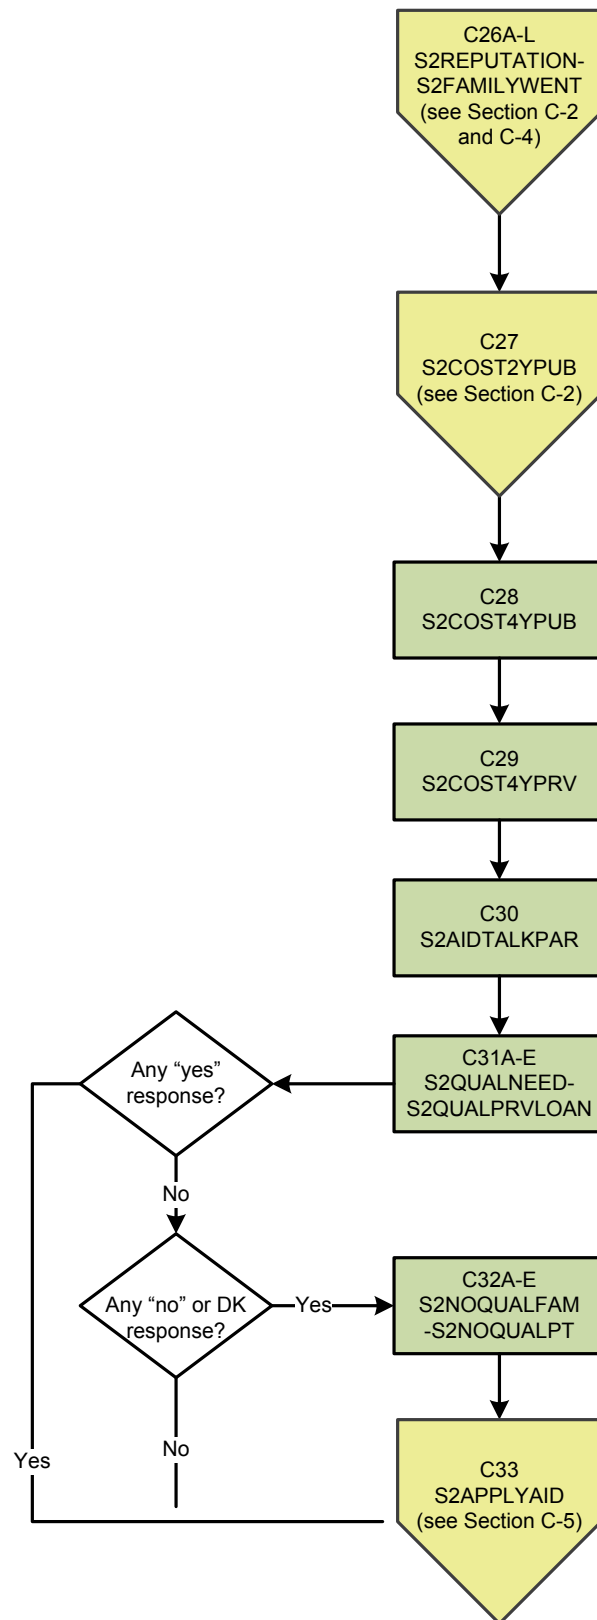 C26A-L
S2REPUTATION-
S2FAMILYWENT
(see Section C-2
and C-4)
C27
S2COST2YPUB
(see Section C-2)
C28
S2COST4YPUB
C29
S2COST4YPRV
C30
S2AIDTALKPAR
C31A-E
S2QUALNEED-
S2QUALPRVLOAN
Any “yes”
response?
No
Any “no” or DK
response?
Yes
C32A-E
S2NOQUALFAM
-S2NOQUALPT
No
Yes
C33
S2APPLYAID
(see Section C-5)